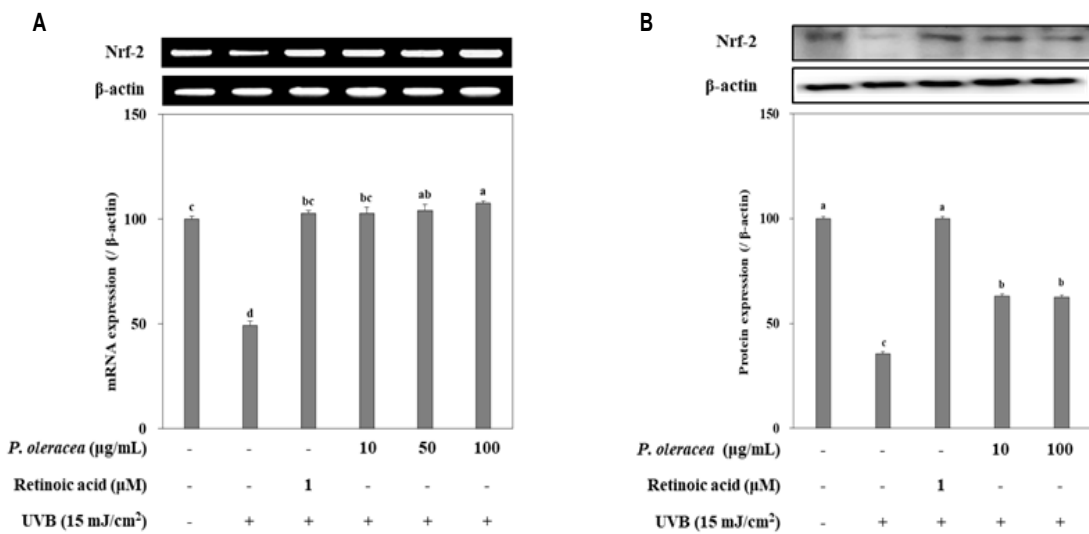 A
Nrf-2
β-actin
150
100
50
0
mRNA expression (/ β-actin)
c
d
bc
bc
ab
a
P. oleracea (μg/mL) - - - 10 50 100
Retinoic acid (μM) - - 1 - - -
UVB (15 mJ/cm²) - + + + + +
B
Nrf-2
β-actin
150
100
50
0
Protein expression (/ β-actin)
a
c
a
b
b
P. oleracea (μg/mL) - - - 10 100
Retinoic acid (μM) - - 1 - -
UVB (15 mJ/cm²) - + + + +